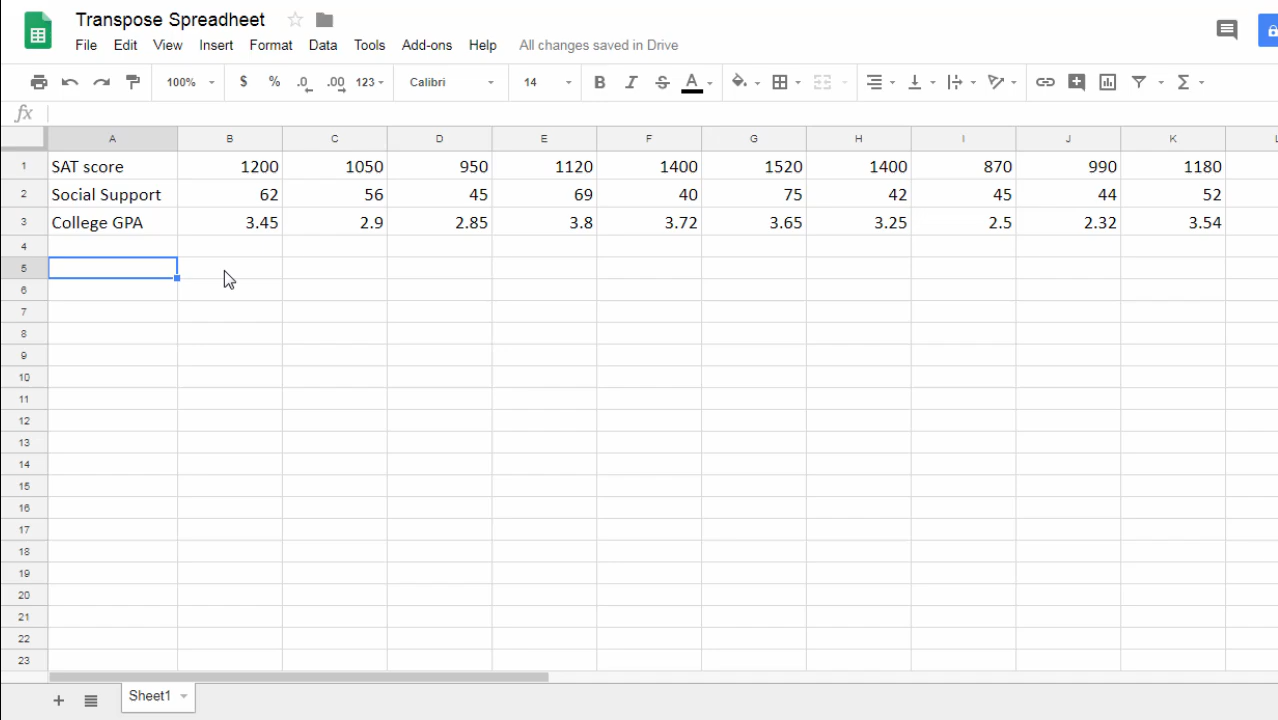 Transpose Spreadheet
File Edit View Insert Format Data Tools Add-ons Help All changes saved in Drive
100% $ % .0 .00 123 Calibri 14 B I S A Σ
fx
A B C D E F G H I J K L
1 SAT score 1200 1050 950 1120 1400 1520 1400 870 990 1180
2 Social Support 62 56 45 69 40 75 42 45 44 52
3 College GPA 3.45 2.9 2.85 3.8 3.72 3.65 3.25 2.5 2.32 3.54
4
5
6
7
8
9
10
11
12
13
14
15
16
17
18
19
20
21
22
23
Sheet1